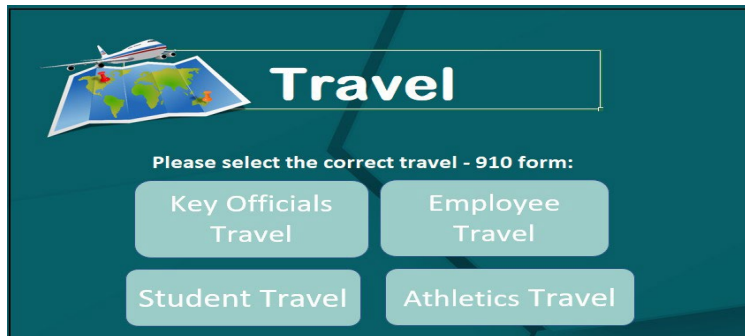 Travel
Please select the correct travel - 910 form:
Key Officials
Travel
Employee
Travel
Student Travel
Athletics Travel